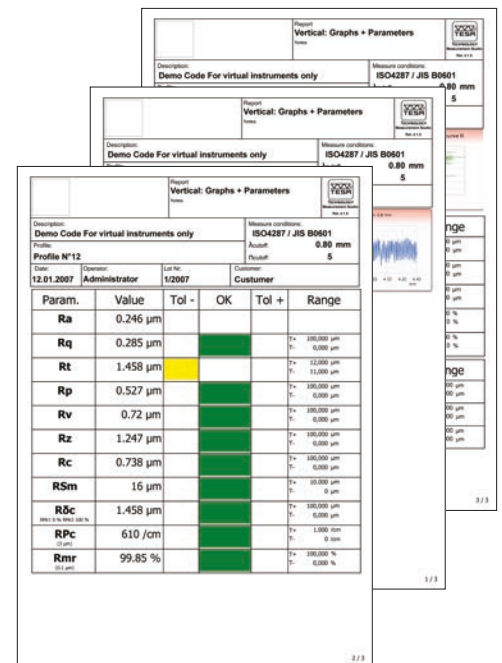 Report
Vertical: Graphs + Parameters
Notes
TESA
TECHNOLOGY
Description:
Demo Code For virtual instruments only
Measure conditions:
ISO4287 / JIS B0601
0.80 mm
5
3/3
Report
Vertical: Graphs + Parameters
Notes
TESA
TECHNOLOGY
Description:
Demo Code For virtual instruments only
Measure conditions:
ISO4287 / JIS B0601
0.80 mm
5
1/3
Report
Vertical: Graphs + Parameters
Notes
TESA
TECHNOLOGY
Description:
Demo Code For virtual instruments only
Measure conditions:
ISO4287 / JIS B0601
Profile:
Profile N°12
λcutoff: 0.80 mm
ncutoff: 5
Date: Operator: Lot Nr. Customer:
12.01.2007 Administrator 1/2007 Custumer
Param. Value Tol - OK Tol + Range
Ra 0.246 µm
Rq 0.285 µm T+ 100,000 µm
T- 0,000 µm
Rt 1.458 µm T+ 12,000 µm
T- 11,000 µm
Rp 0.527 µm T+ 100,000 µm
T- 0,000 µm
Rv 0.72 µm T+ 100,000 µm
T- 0,000 µm
Rz 1.247 µm T+ 100,000 µm
T- 0,000 µm
Rc 0.738 µm T+ 100,000 µm
T- 0,000 µm
RSm 16 µm T+ 10.000 µm
T- 0 µm
Rδc 1.458 µm T+ 100,000 µm
T- 0,000 µm
RPc 610 /cm T+ 1.000 /cm
T- 0 /cm
Rmr 99.85 % T+ 100,000 %
T- 0,000 %
2/3